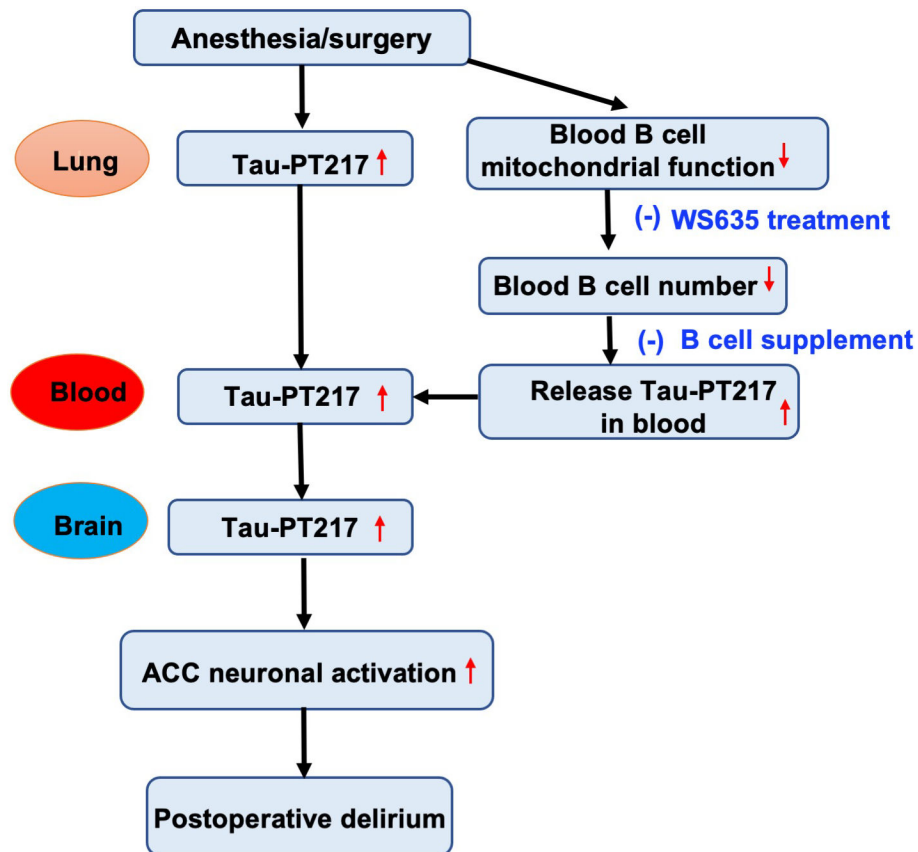 Anesthesia/surgery
Lung
Tau-PT217
Blood B cell
mitochondrial function
(-) WS635 treatment
Blood B cell number
(-) B cell supplement
Blood
Tau-PT217
Release Tau-PT217
in blood
Brain
Tau-PT217
ACC neuronal activation
Postoperative delirium